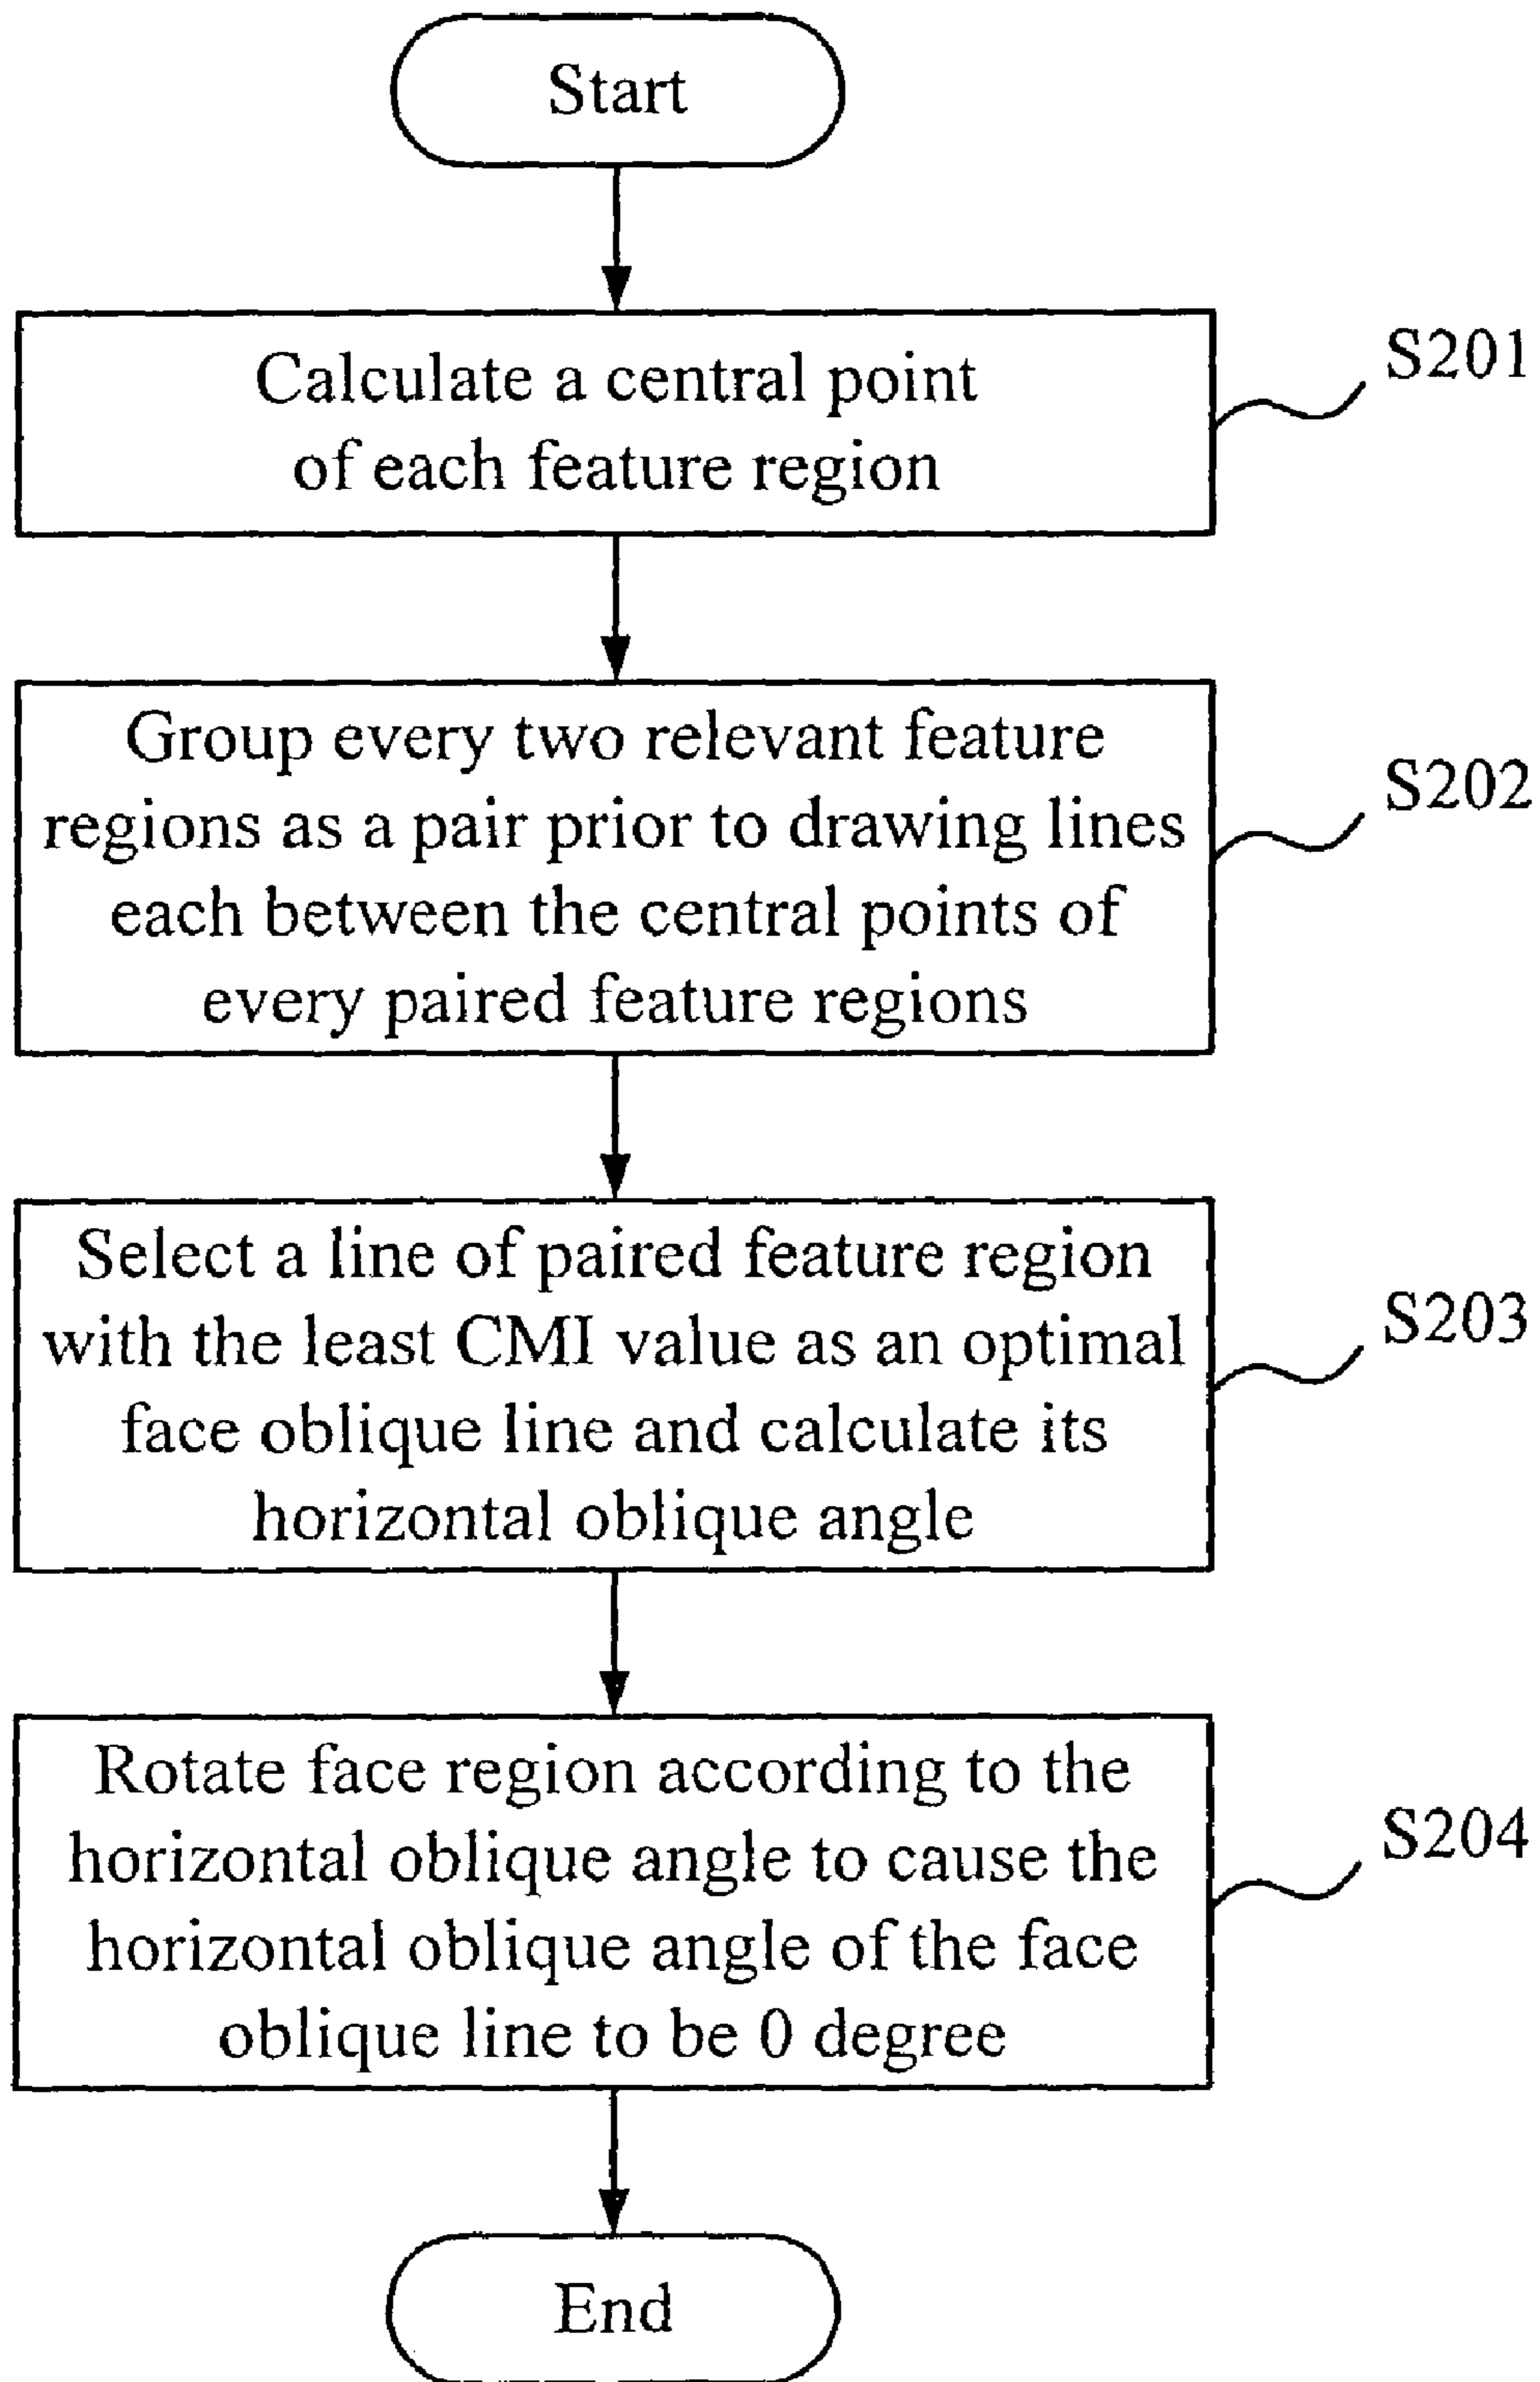 Start
Calculate a central point
of each feature region
S201
Group every two relevant feature
regions as a pair prior to drawing lines
each between the central points of
every paired feature regions
S202
Select a line of paired feature region
with the least CMI value as an optimal
face oblique line and calculate its
horizontal oblique angle
S203
Rotate face region according to the
horizontal oblique angle to cause the
horizontal oblique angle of the face
oblique line to be 0 degree
S204
End